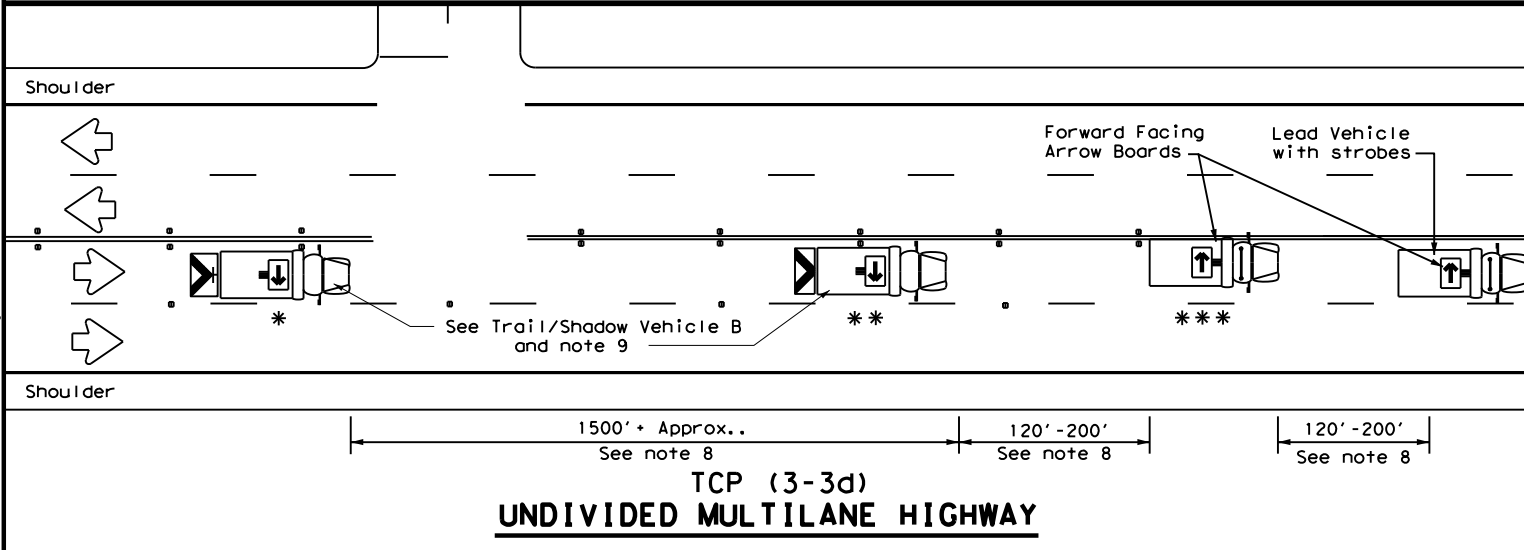 Shoulder
Forward Facing
Arrow Boards
Lead Vehicle
with strobes
*
**
***
See Trail/Shadow Vehicle B
and note 9
Shoulder
1500'+ Approx..
See note 8
120'-200'
See note 8
120'-200'
See note 8
TCP (3-3d)
UNDIVIDED MULTILANE HIGHWAY